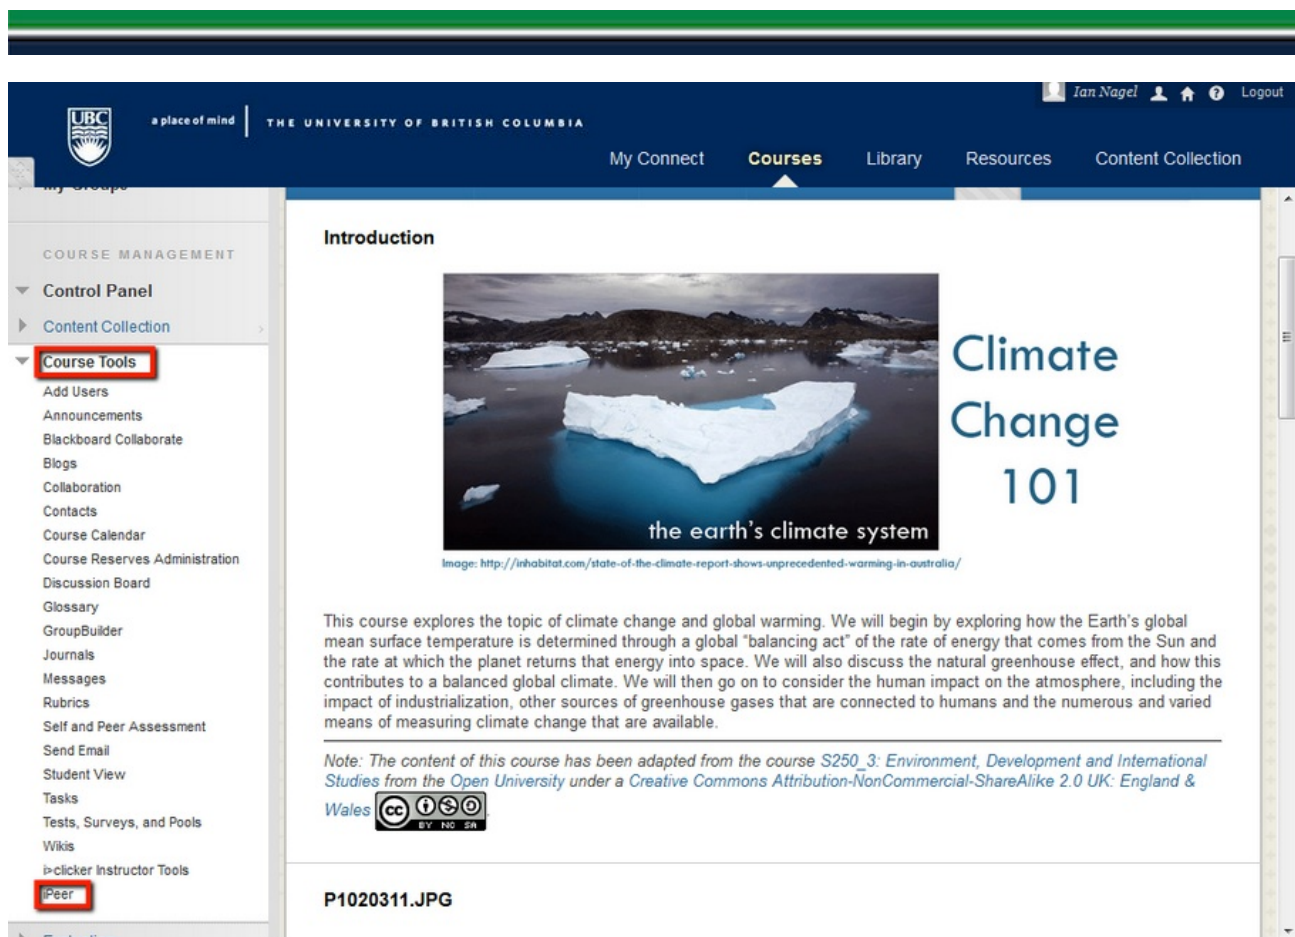 Ian Nagel Logout
UBC a place of mind THE UNIVERSITY OF BRITISH COLUMBIA
My Connect Courses Library Resources Content Collection
My Groups
COURSE MANAGEMENT
Control Panel
Content Collection
Course Tools
Add Users
Announcements
Blackboard Collaborate
Blogs
Collaboration
Contacts
Course Calendar
Course Reserves Administration
Discussion Board
Glossary
GroupBuilder
Journals
Messages
Rubrics
Self and Peer Assessment
Send Email
Student View
Tasks
Tests, Surveys, and Pools
Wikis
i>clicker Instructor Tools
iPeer
Introduction
Climate
Change
101
the earth's climate system
Image: http://inhabitat.com/state-of-the-climate-report-shows-unprecedented-warming-in-australia/
This course explores the topic of climate change and global warming. We will begin by exploring how the Earth's global
mean surface temperature is determined through a global "balancing act" of the rate of energy that comes from the Sun and
the rate at which the planet returns that energy into space. We will also discuss the natural greenhouse effect, and how this
contributes to a balanced global climate. We will then go on to consider the human impact on the atmosphere, including the
impact of industrialization, other sources of greenhouse gases that are connected to humans and the numerous and varied
means of measuring climate change that are available.
Note: The content of this course has been adapted from the course S250_3: Environment, Development and International
Studies from the Open University under a Creative Commons Attribution-NonCommercial-ShareAlike 2.0 UK: England &
Wales cc BY NC SA.
P1020311.JPG